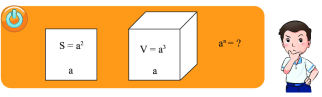 S = a²
a
V = a³
a
aⁿ = ?